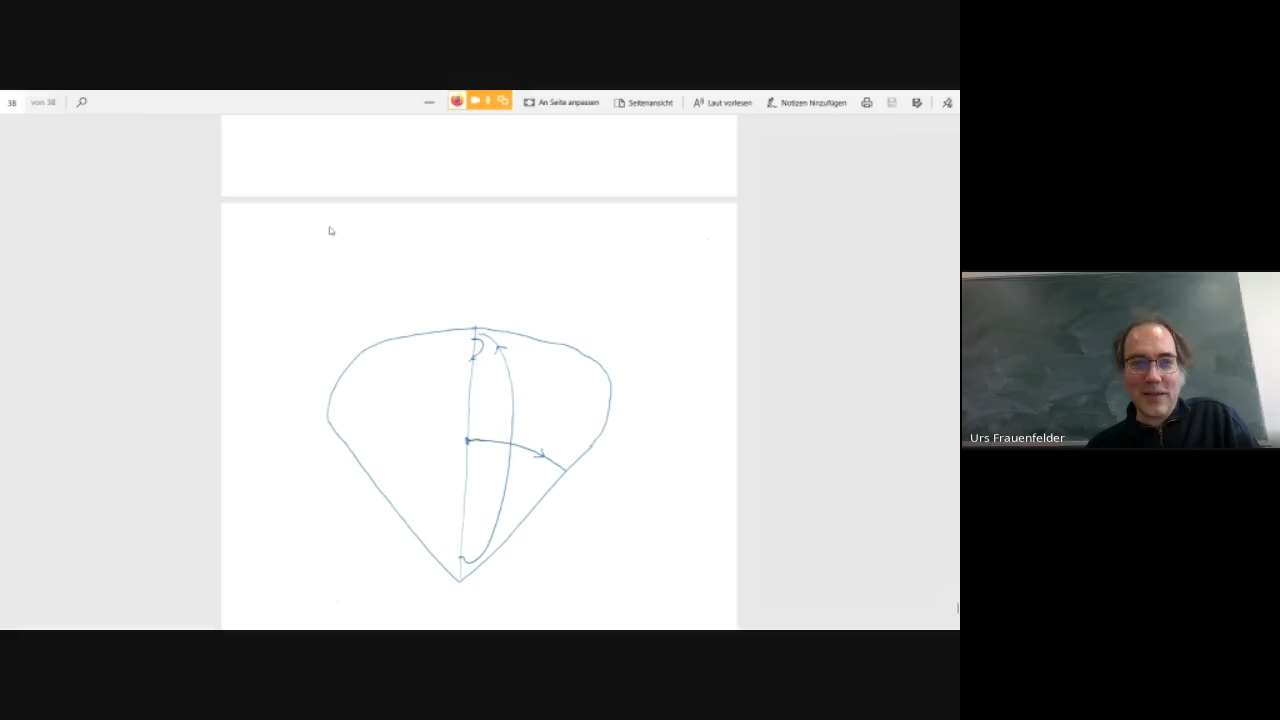 38 von 38 An Seite anpassen Seitenansicht Laut vorlesen Notizen hinzufügen
Urs Frauenfelder